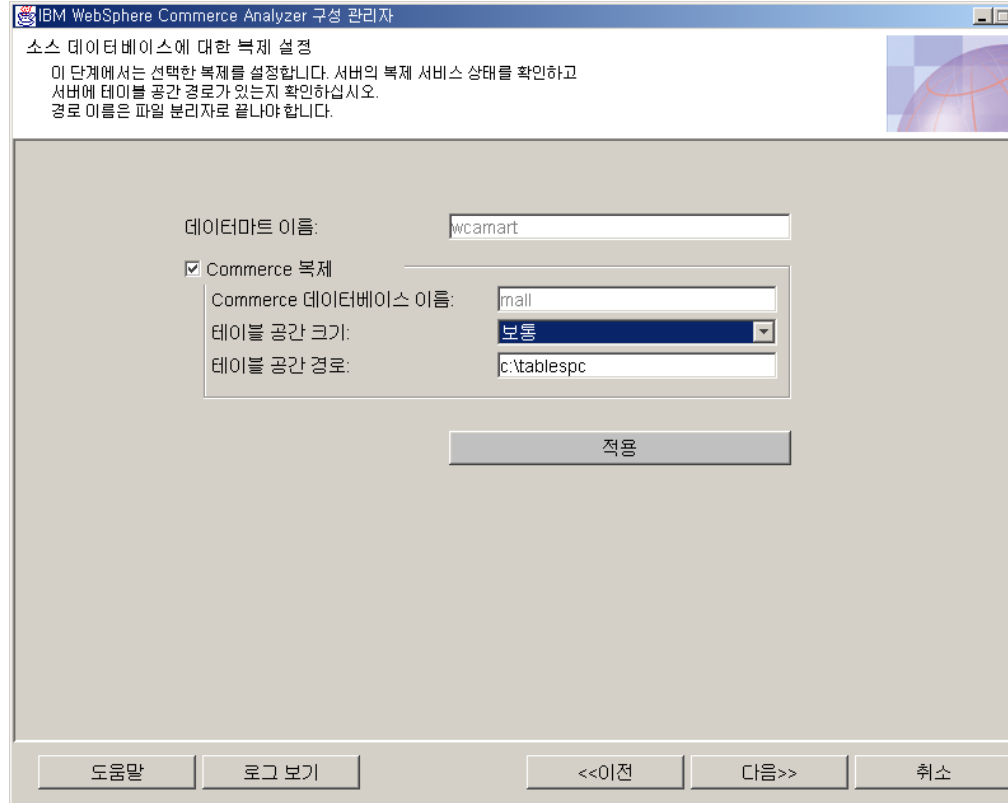 IBM WebSphere Commerce Analyzer 구성 관리자
소스 데이터베이스에 대한 복제 설정
이 단계에서는 선택한 복제를 설정합니다. 서버의 복제 서비스 상태를 확인하고
서버에 테이블 공간 경로가 있는지 확인하십시오.
경로 이름은 파일 분리자로 끝나야 합니다.
데이터마트 이름: wcamart
Commerce 복제
Commerce 데이터베이스 이름: mall
테이블 공간 크기: 보통
테이블 공간 경로: c:\tablespc
적용
도움말 로그 보기 <<이전 다음>> 취소